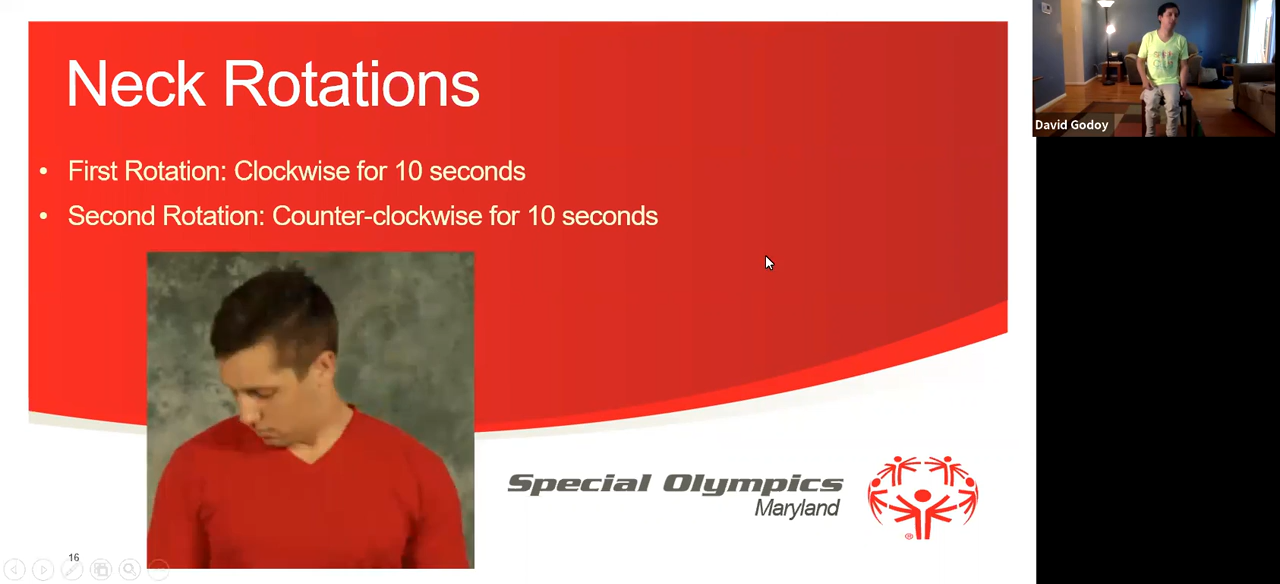 Neck Rotations
• First Rotation: Clockwise for 10 seconds
• Second Rotation: Counter-clockwise for 10 seconds
David Godoy
Special Olympics
Maryland
®
16